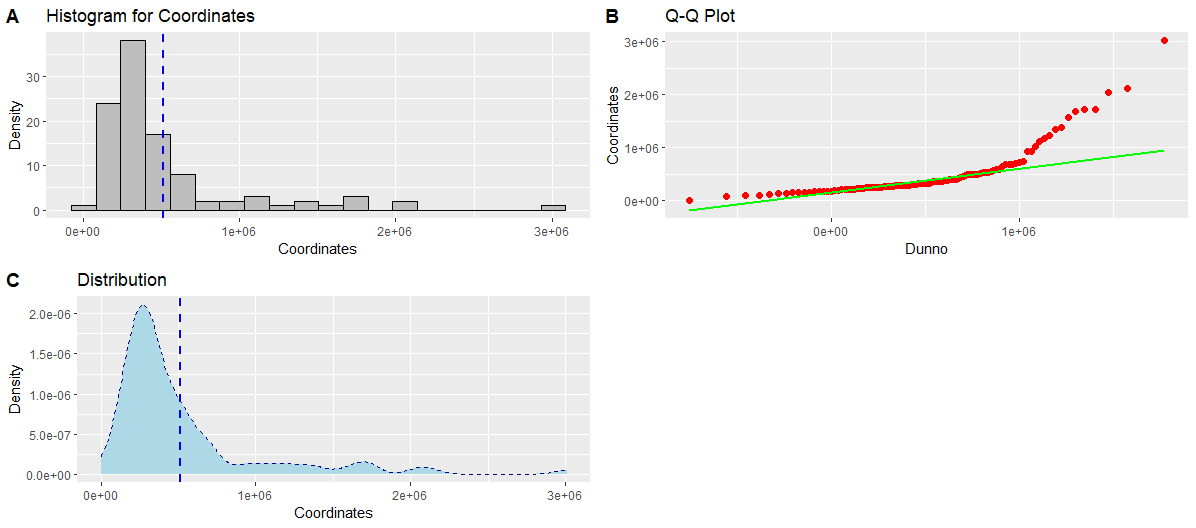 A Histogram for Coordinates
Density
30
20
10
0
0e+00 1e+06 2e+06 3e+06
Coordinates
B Q-Q Plot
Coordinates
3e+06
2e+06
1e+06
0e+00
0e+00 1e+06
Dunno
C Distribution
Density
2.0e-06
1.5e-06
1.0e-06
5.0e-07
0.0e+00
0e+00 1e+06 2e+06 3e+06
Coordinates